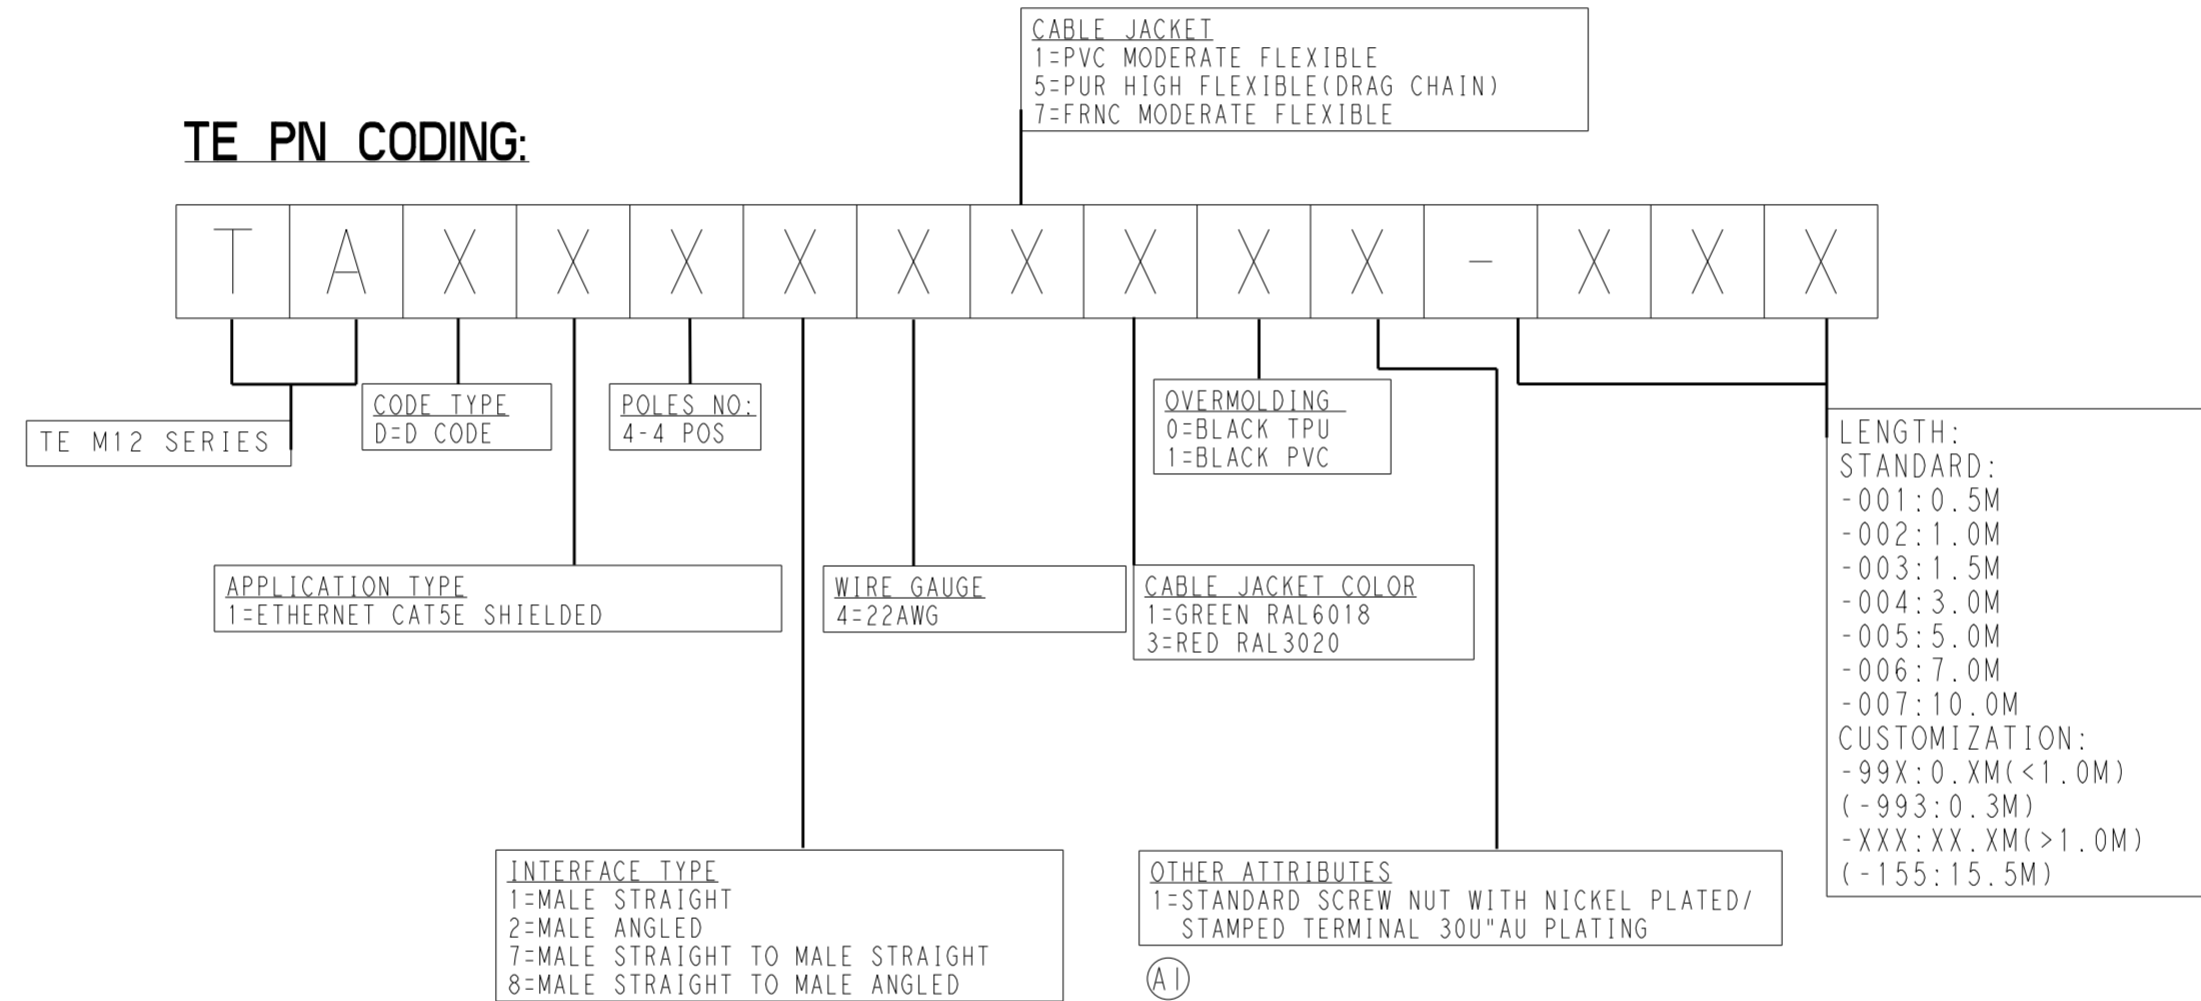 CABLE JACKET
1=PVC MODERATE FLEXIBLE
5=PUR HIGH FLEXIBLE(DRAG CHAIN)
7=FRNC MODERATE FLEXIBLE
TE PN CODING:
T A X X X X X X X X X - X X X
TE M12 SERIES
CODE TYPE
D=D CODE
POLES NO:
4-4 POS
OVERMOLDING
0=BLACK TPU
1=BLACK PVC
APPLICATION TYPE
1=ETHERNET CAT5E SHIELDED
WIRE GAUGE
4=22AWG
CABLE JACKET COLOR
1=GREEN RAL6018
3=RED RAL3020
LENGTH:
STANDARD:
-001:0.5M
-002:1.0M
-003:1.5M
-004:3.0M
-005:5.0M
-006:7.0M
-007:10.0M
CUSTOMIZATION:
-99X:0.XM(<1.0M)
(-993:0.3M)
-XXX:XX.XM(>1.0M)
(-155:15.5M)
INTERFACE TYPE
1=MALE STRAIGHT
2=MALE ANGLED
7=MALE STRAIGHT TO MALE STRAIGHT
8=MALE STRAIGHT TO MALE ANGLED
OTHER ATTRIBUTES
1=STANDARD SCREW NUT WITH NICKEL PLATED/
STAMPED TERMINAL 30U"AU PLATING
A1